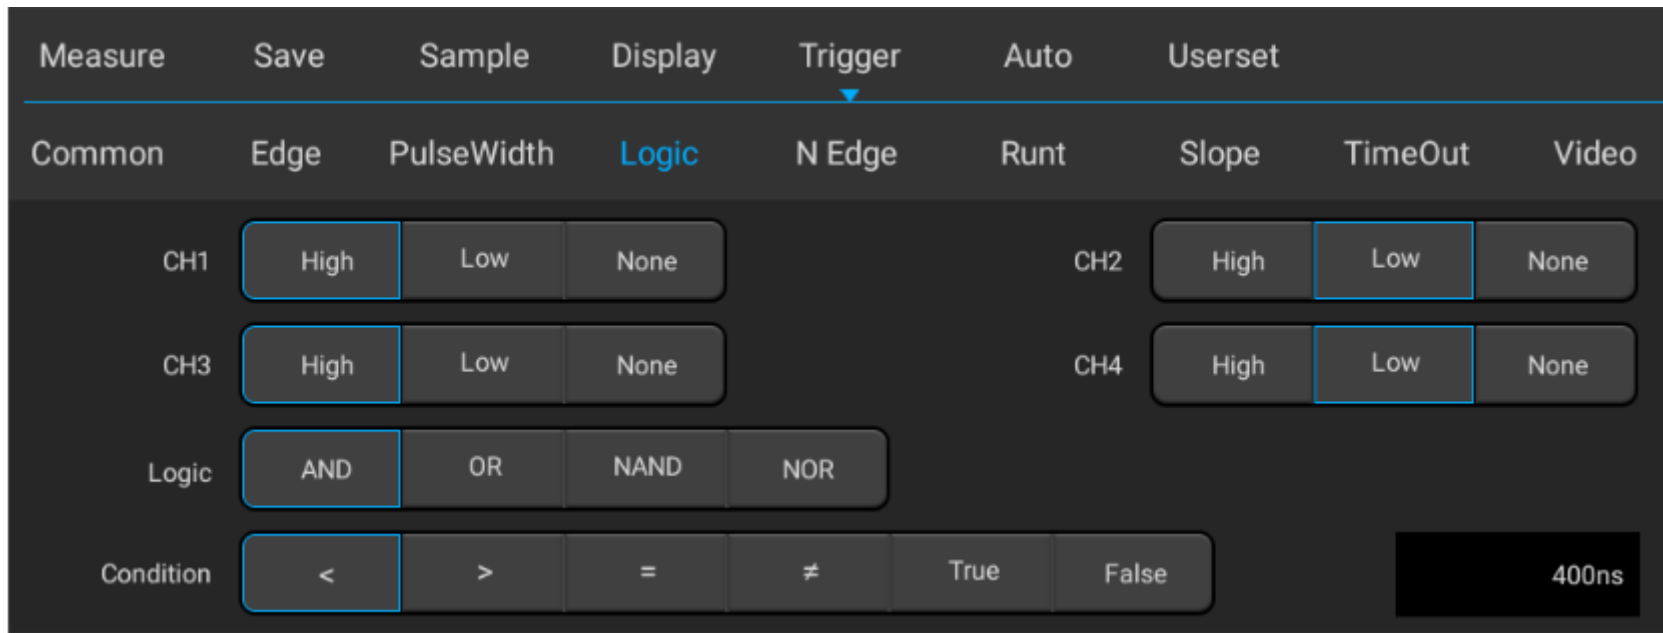 Measure Save Sample Display Trigger Auto Userset
Common Edge PulseWidth Logic N Edge Runt Slope TimeOut Video
CH1 High Low None CH2 High Low None
CH3 High Low None CH4 High Low None
Logic AND OR NAND NOR
Condition < > = ≠ True False 400ns